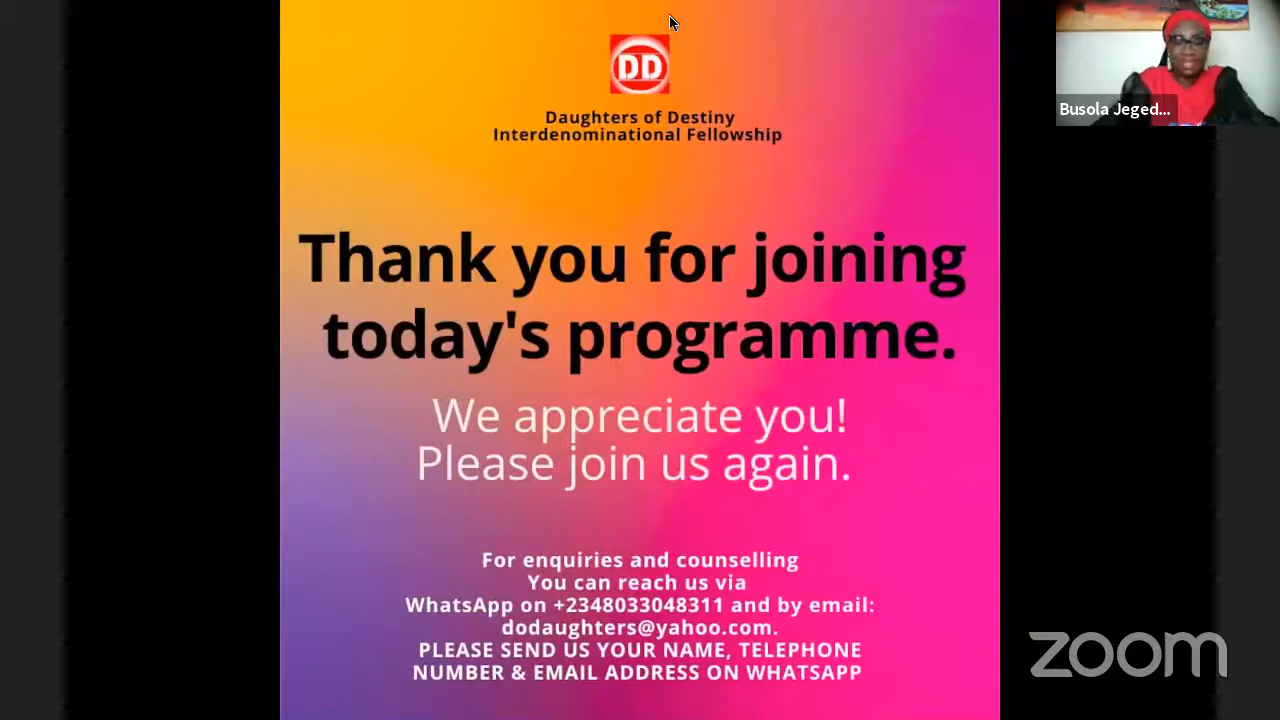 DD
Daughters of Destiny
Interdenominational Fellowship
Thank you for joining
today's programme.
We appreciate you!
Please join us again.
For enquiries and counselling
You can reach us via
WhatsApp on +2348033048311 and by email:
dodaughters@yahoo.com.
PLEASE SEND US YOUR NAME, TELEPHONE
NUMBER & EMAIL ADDRESS ON WHATSAPP
Busola Jeged...
zoom